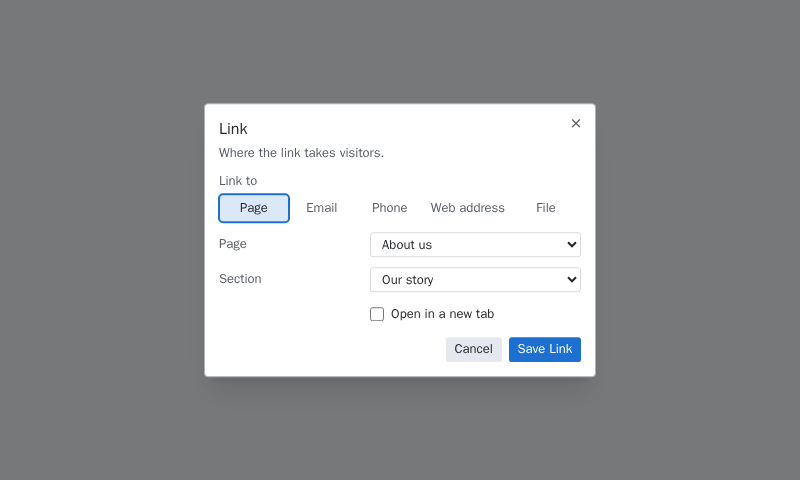 Link
×
Where the link takes visitors.
Link to
Page Email Phone Web address File
Page About us
Section Our story
Open in a new tab
Cancel Save Link